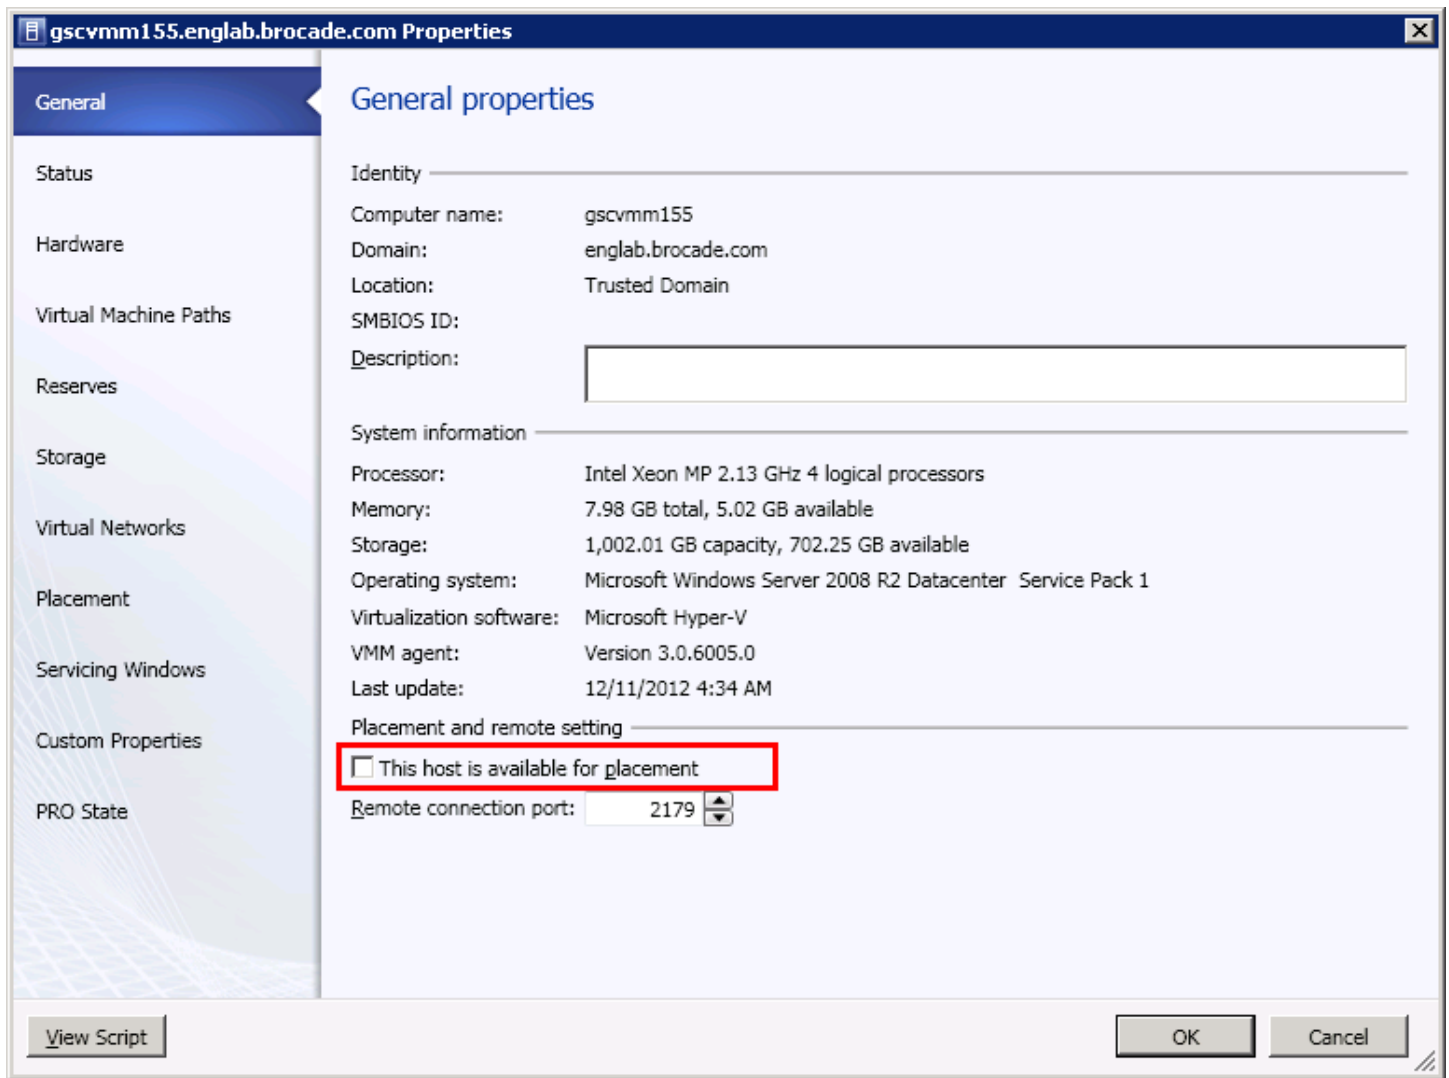 gscvmm155.englab.brocade.com Properties
General
Status
Hardware
Virtual Machine Paths
Reserves
Storage
Virtual Networks
Placement
Servicing Windows
Custom Properties
PRO State
General properties
Identity
Computer name: gscvmm155
Domain: englab.brocade.com
Location: Trusted Domain
SMBIOS ID:
Description:
System information
Processor: Intel Xeon MP 2.13 GHz 4 logical processors
Memory: 7.98 GB total, 5.02 GB available
Storage: 1,002.01 GB capacity, 702.25 GB available
Operating system: Microsoft Windows Server 2008 R2 Datacenter  Service Pack 1
Virtualization software: Microsoft Hyper-V
VMM agent: Version 3.0.6005.0
Last update: 12/11/2012 4:34 AM
Placement and remote setting
This host is available for placement
Remote connection port: 2179
View Script
OK
Cancel